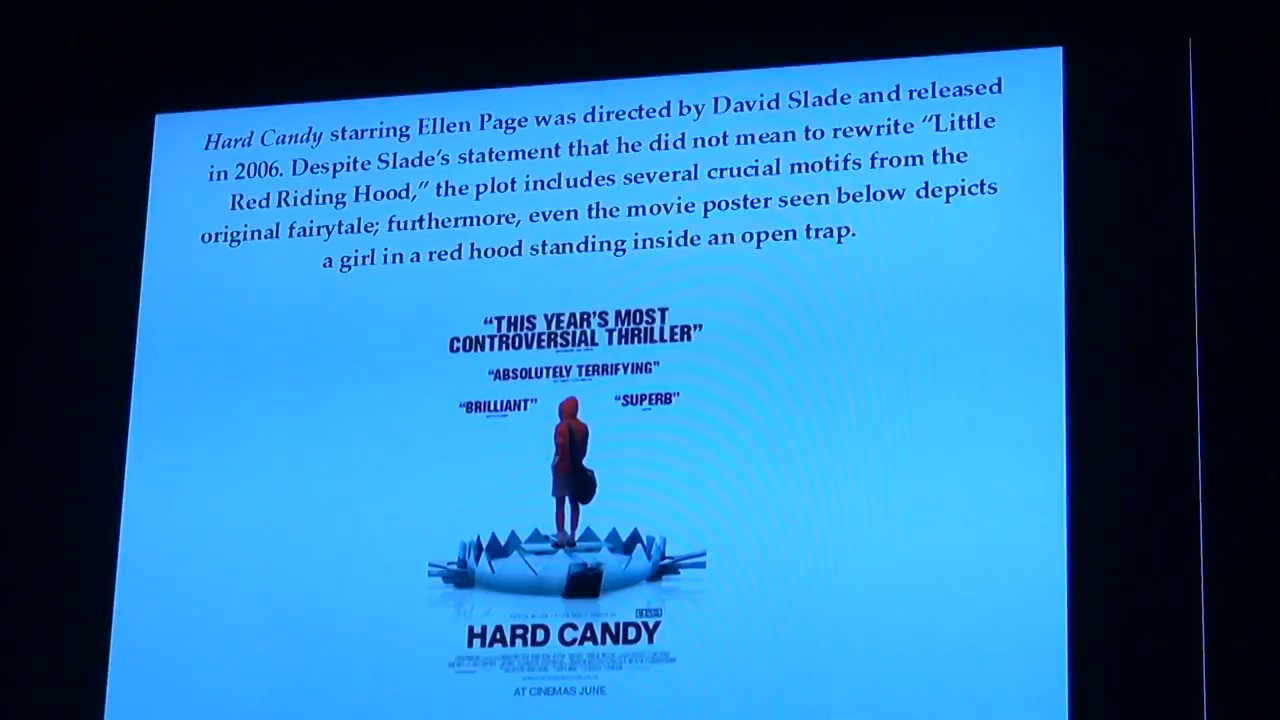 Hard Candy starring Ellen Page was directed by David Slade and released
in 2006. Despite Slade's statement that he did not mean to rewrite “Little
Red Riding Hood,” the plot includes several crucial motifs from the
original fairytale; furthermore, even the movie poster seen below depicts
a girl in a red hood standing inside an open trap.
“THIS YEAR'S MOST
CONTROVERSIAL THRILLER”
“ABSOLUTELY TERRIFYING”
“BRILLIANT” “SUPERB”
HARD CANDY
AT CINEMAS JUNE